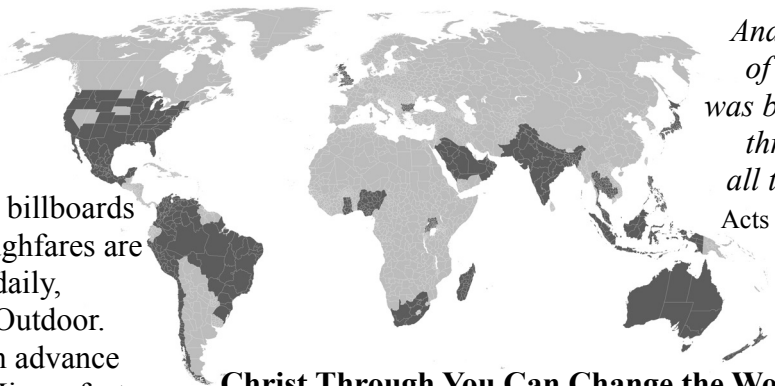 And
of
was b
thr
all t
Acts
billboards
ghfares are
daily,
Outdoor.
n advance
Christ Through You Can Change the Wo